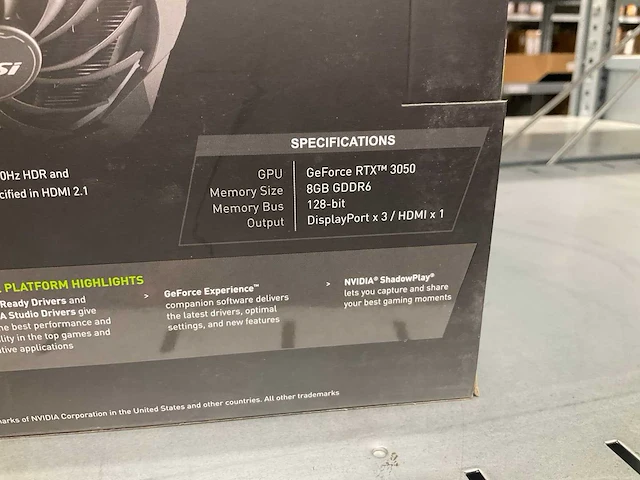 SPECIFICATIONS
GPU GeForce RTX™ 3050
Memory Size 8GB GDDR6
Memory Bus 128-bit
Output DisplayPort x 3 / HDMI x 1
0Hz HDR and
cified in HDMI 2.1
PLATFORM HIGHLIGHTS
Ready Drivers and
A Studio Drivers give
he best performance and
ility in the top games and
tive applications
> GeForce Experience™
companion software delivers
the latest drivers, optimal
settings, and new features
> NVIDIA® ShadowPlay®
lets you capture and share
your best gaming moments
arks of NVIDIA Corporation in the United States and other countries. All other trademarks